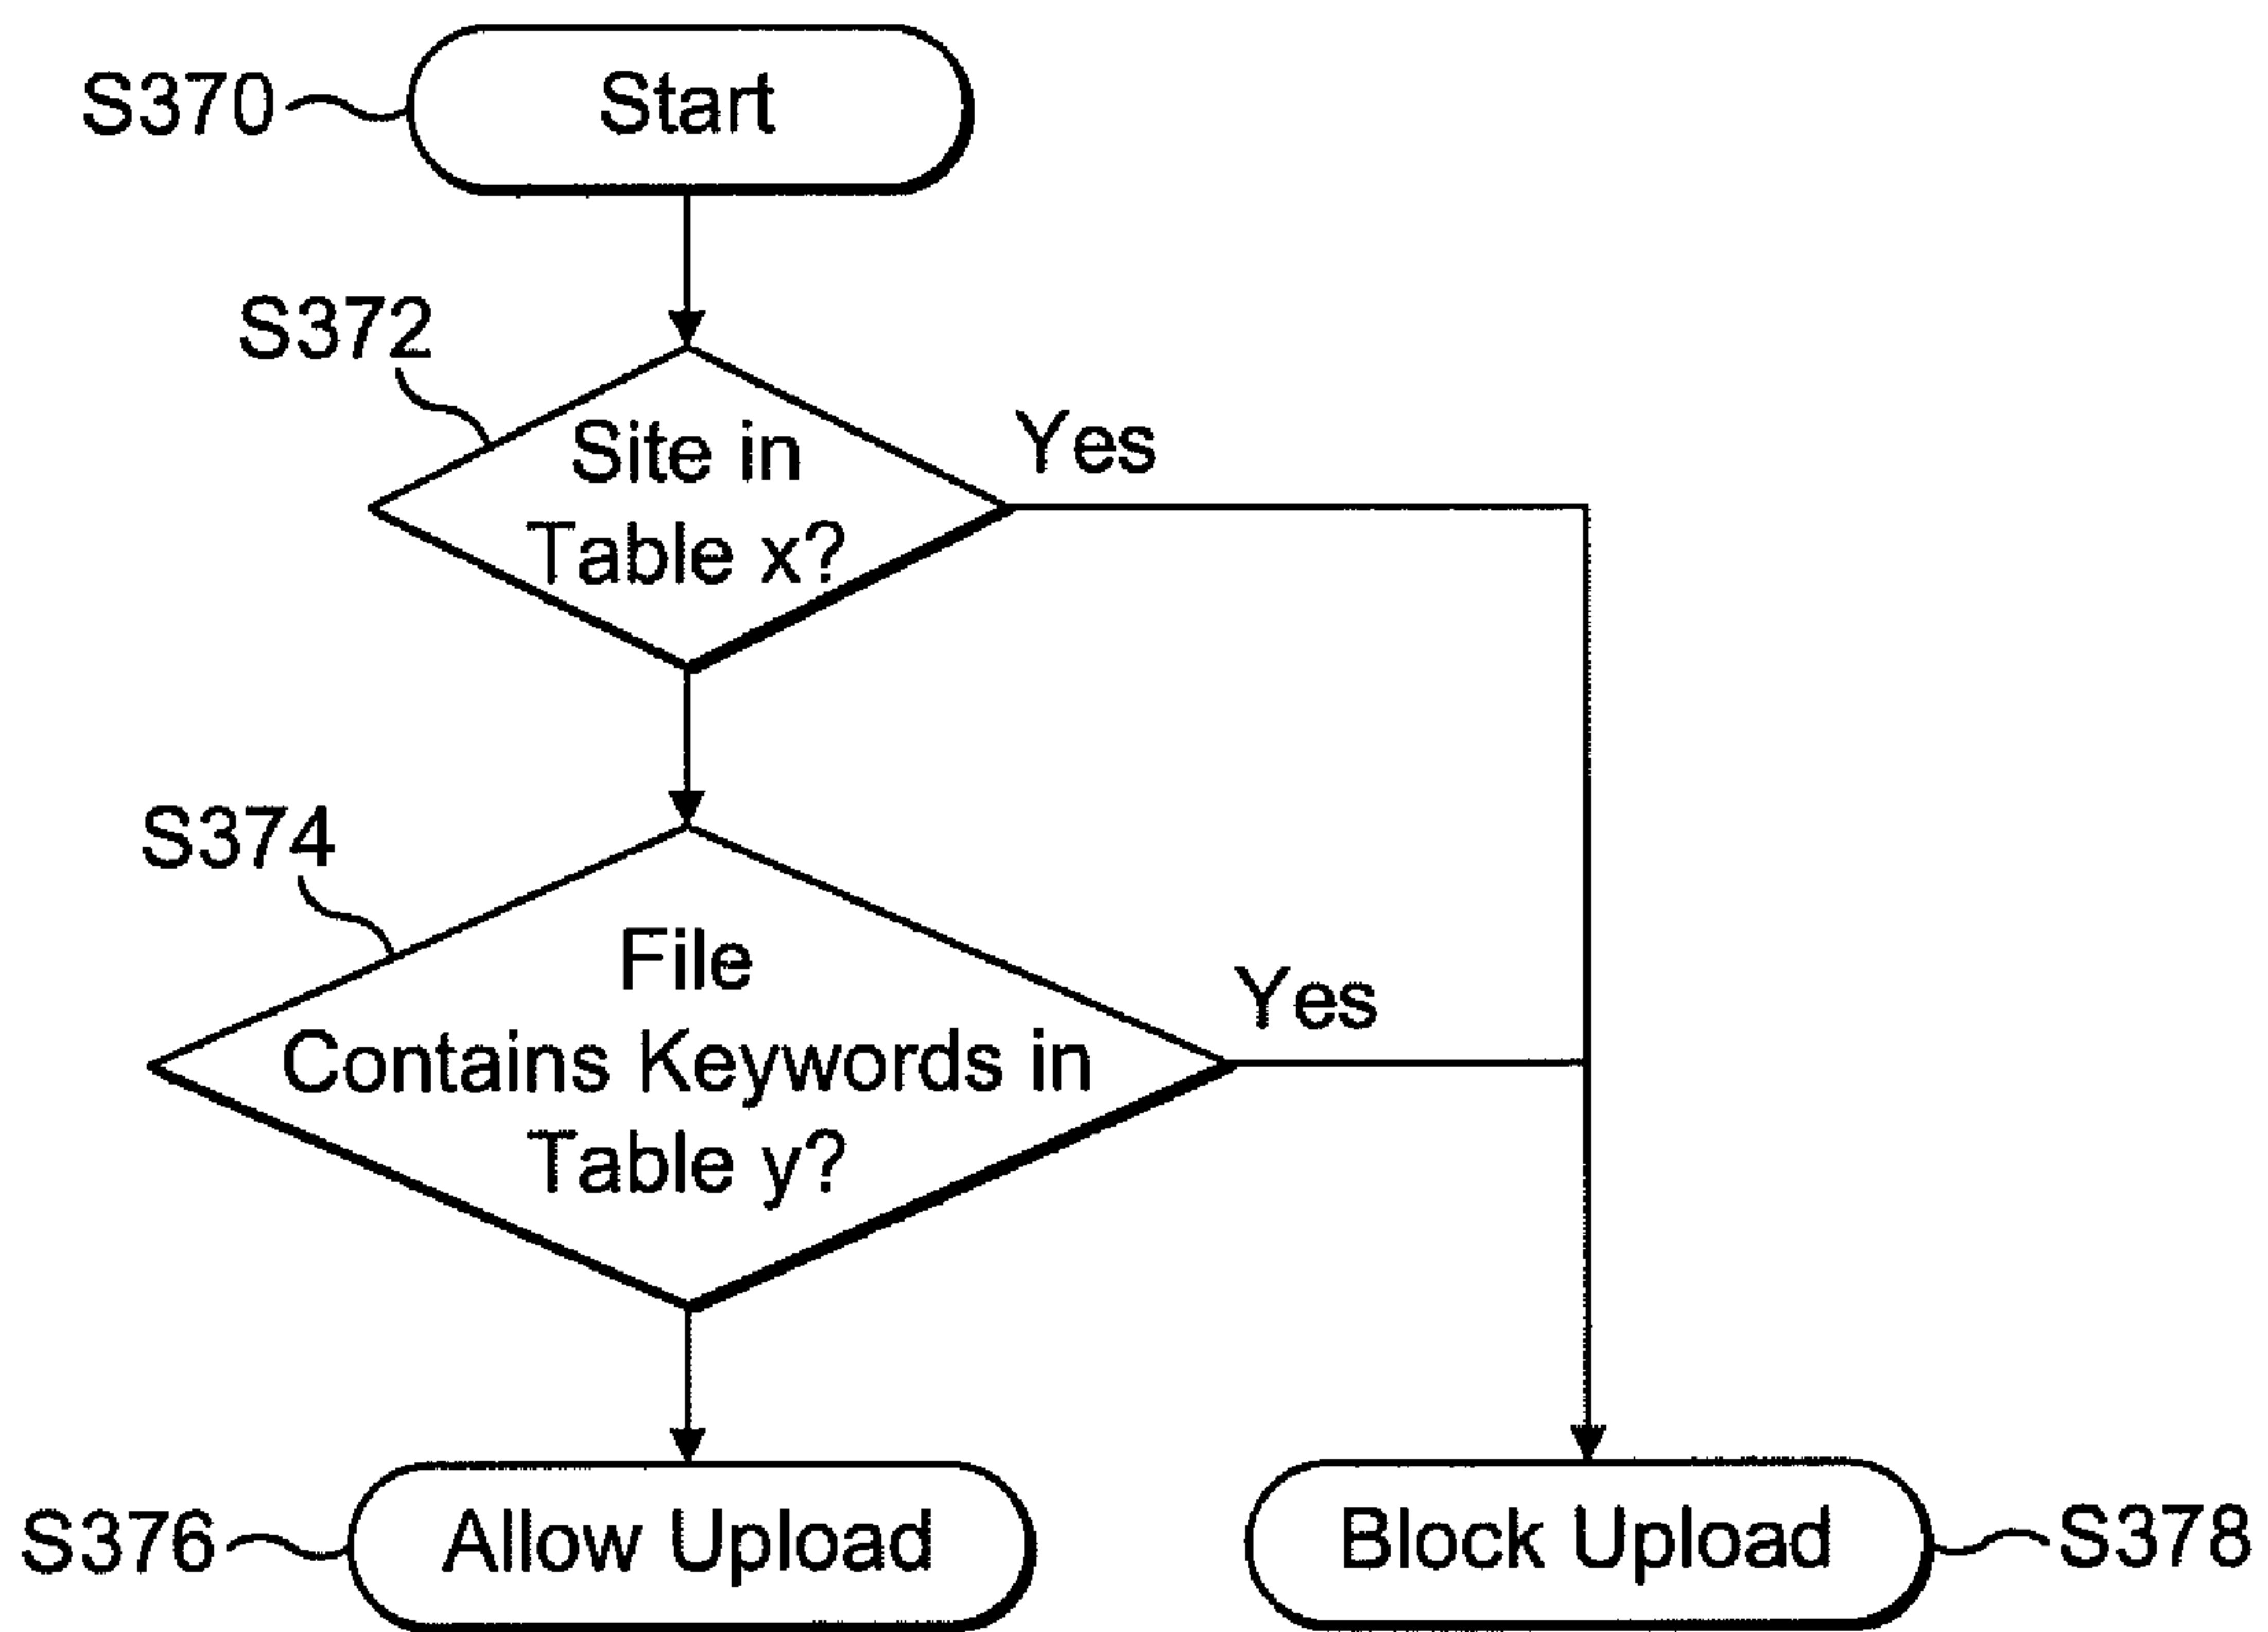 S370
Start
S372
Site in
Table x?
Yes
S374
File
Contains Keywords in
Table y?
Yes
S376
Allow Upload
Block Upload
S378